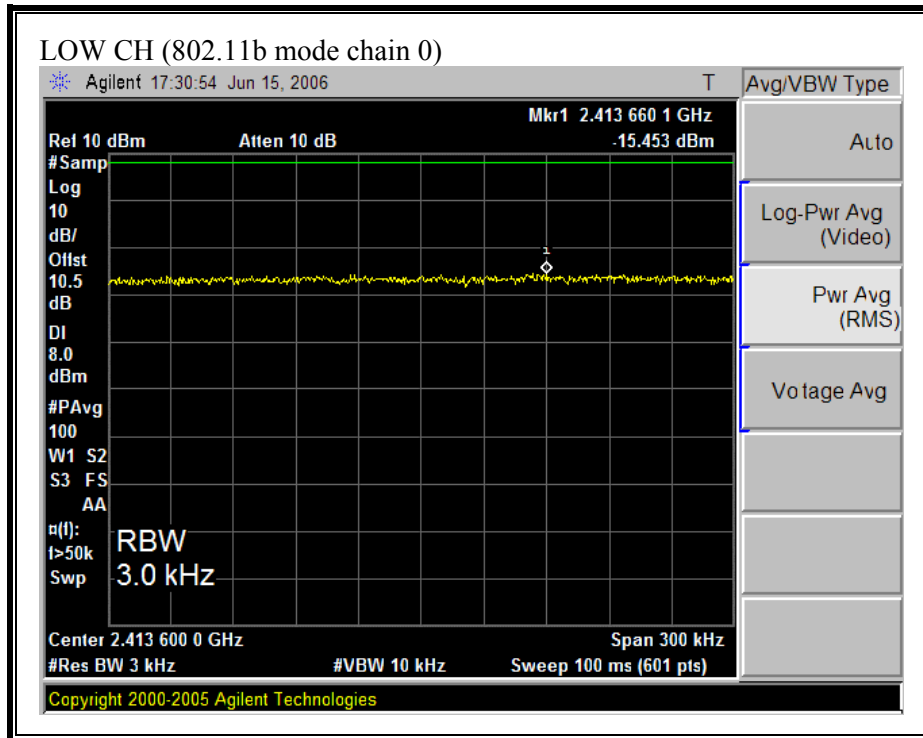 LOW CH (802.11b mode chain 0)
Agilent 17:30:54 Jun 15, 2006 T
Avg/VBW Type
Mkr1 2.413 660 1 GHz
Ref 10 dBm Atten 10 dB -15.453 dBm
#Samp
Log
10
dB/
Offst
10.5
dB
DI
8.0
dBm
#PAvg
100
W1 S2
S3 FS
AA
¤(f):
f>50k
Swp
1
RBW
3.0 kHz
Center 2.413 600 0 GHz Span 300 kHz
#Res BW 3 kHz #VBW 10 kHz Sweep 100 ms (601 pts)
Copyright 2000-2005 Agilent Technologies
Auto
Log-Pwr Avg
(Video)
Pwr Avg
(RMS)
Voltage Avg